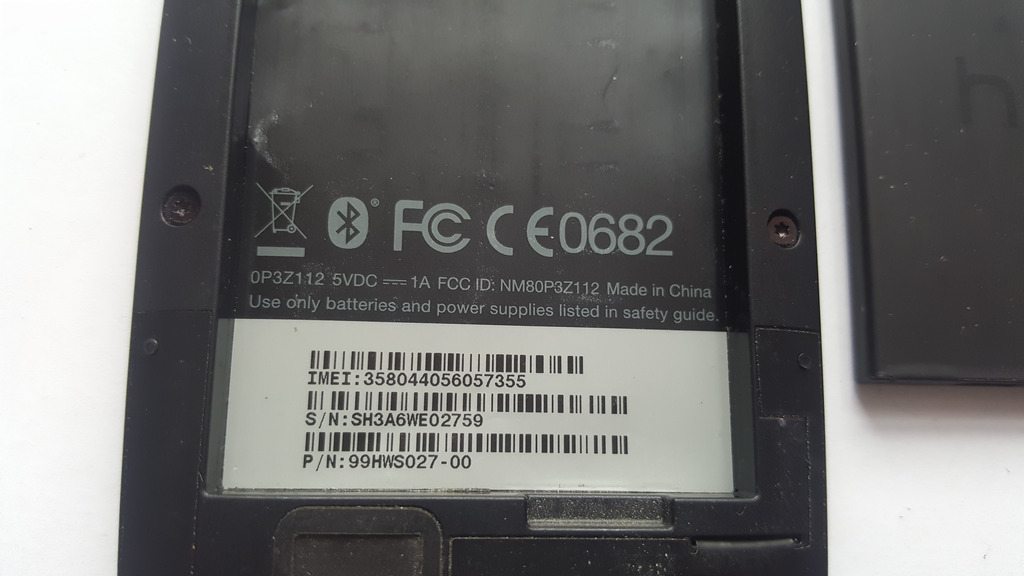 FC CE0682
0P3Z112 5VDC ⎓ 1A FCC ID: NM80P3Z112 Made in China
Use only batteries and power supplies listed in safety guide.
IMEI:358044056057355
S/N:SH3A6WE02759
P/N:99HWS027-00
h